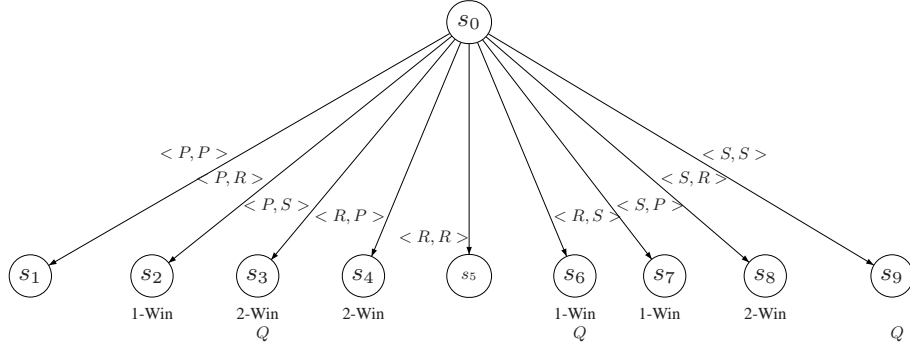 s0
< P, P >
< S, S >
< P, R >
< S, R >
< P, S >
< S, P >
< R, P >
< R, S >
< R, R >
s1 s2 s3 s4 s5 s6 s7 s8 s9
1-Win 2-Win 2-Win 1-Win 1-Win 2-Win
Q Q Q